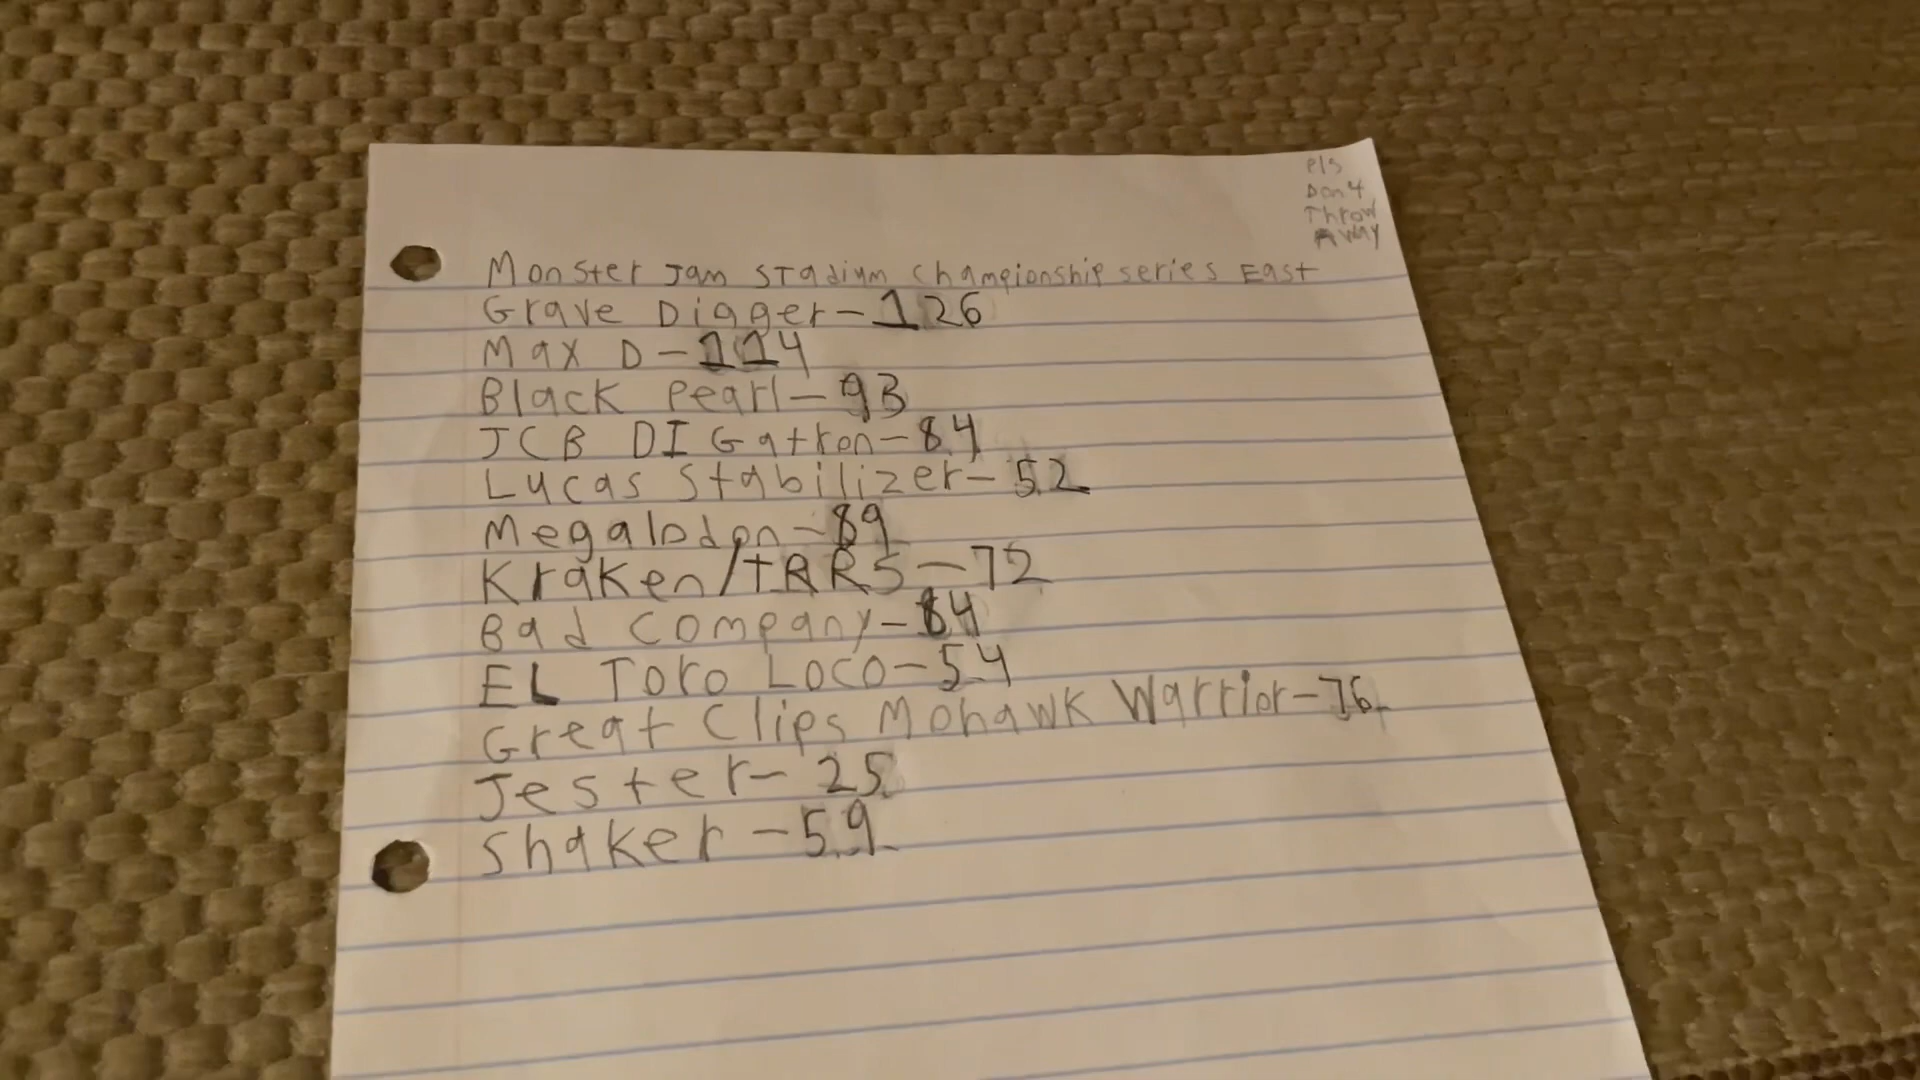 Pls
Don4
Throw
Away
Monster Jam Stadium Championship series East
Grave Digger-126
Max D-114
Black Pearl-93
JCB DIGatron-84
Lucas Stabilizer-52
Megalodon-89
Kraken/TRR5-72
Bad Company-84
EL Toro Loco-54
Great Clips Mohawk Warrior-76
Jester-25
Shaker-59